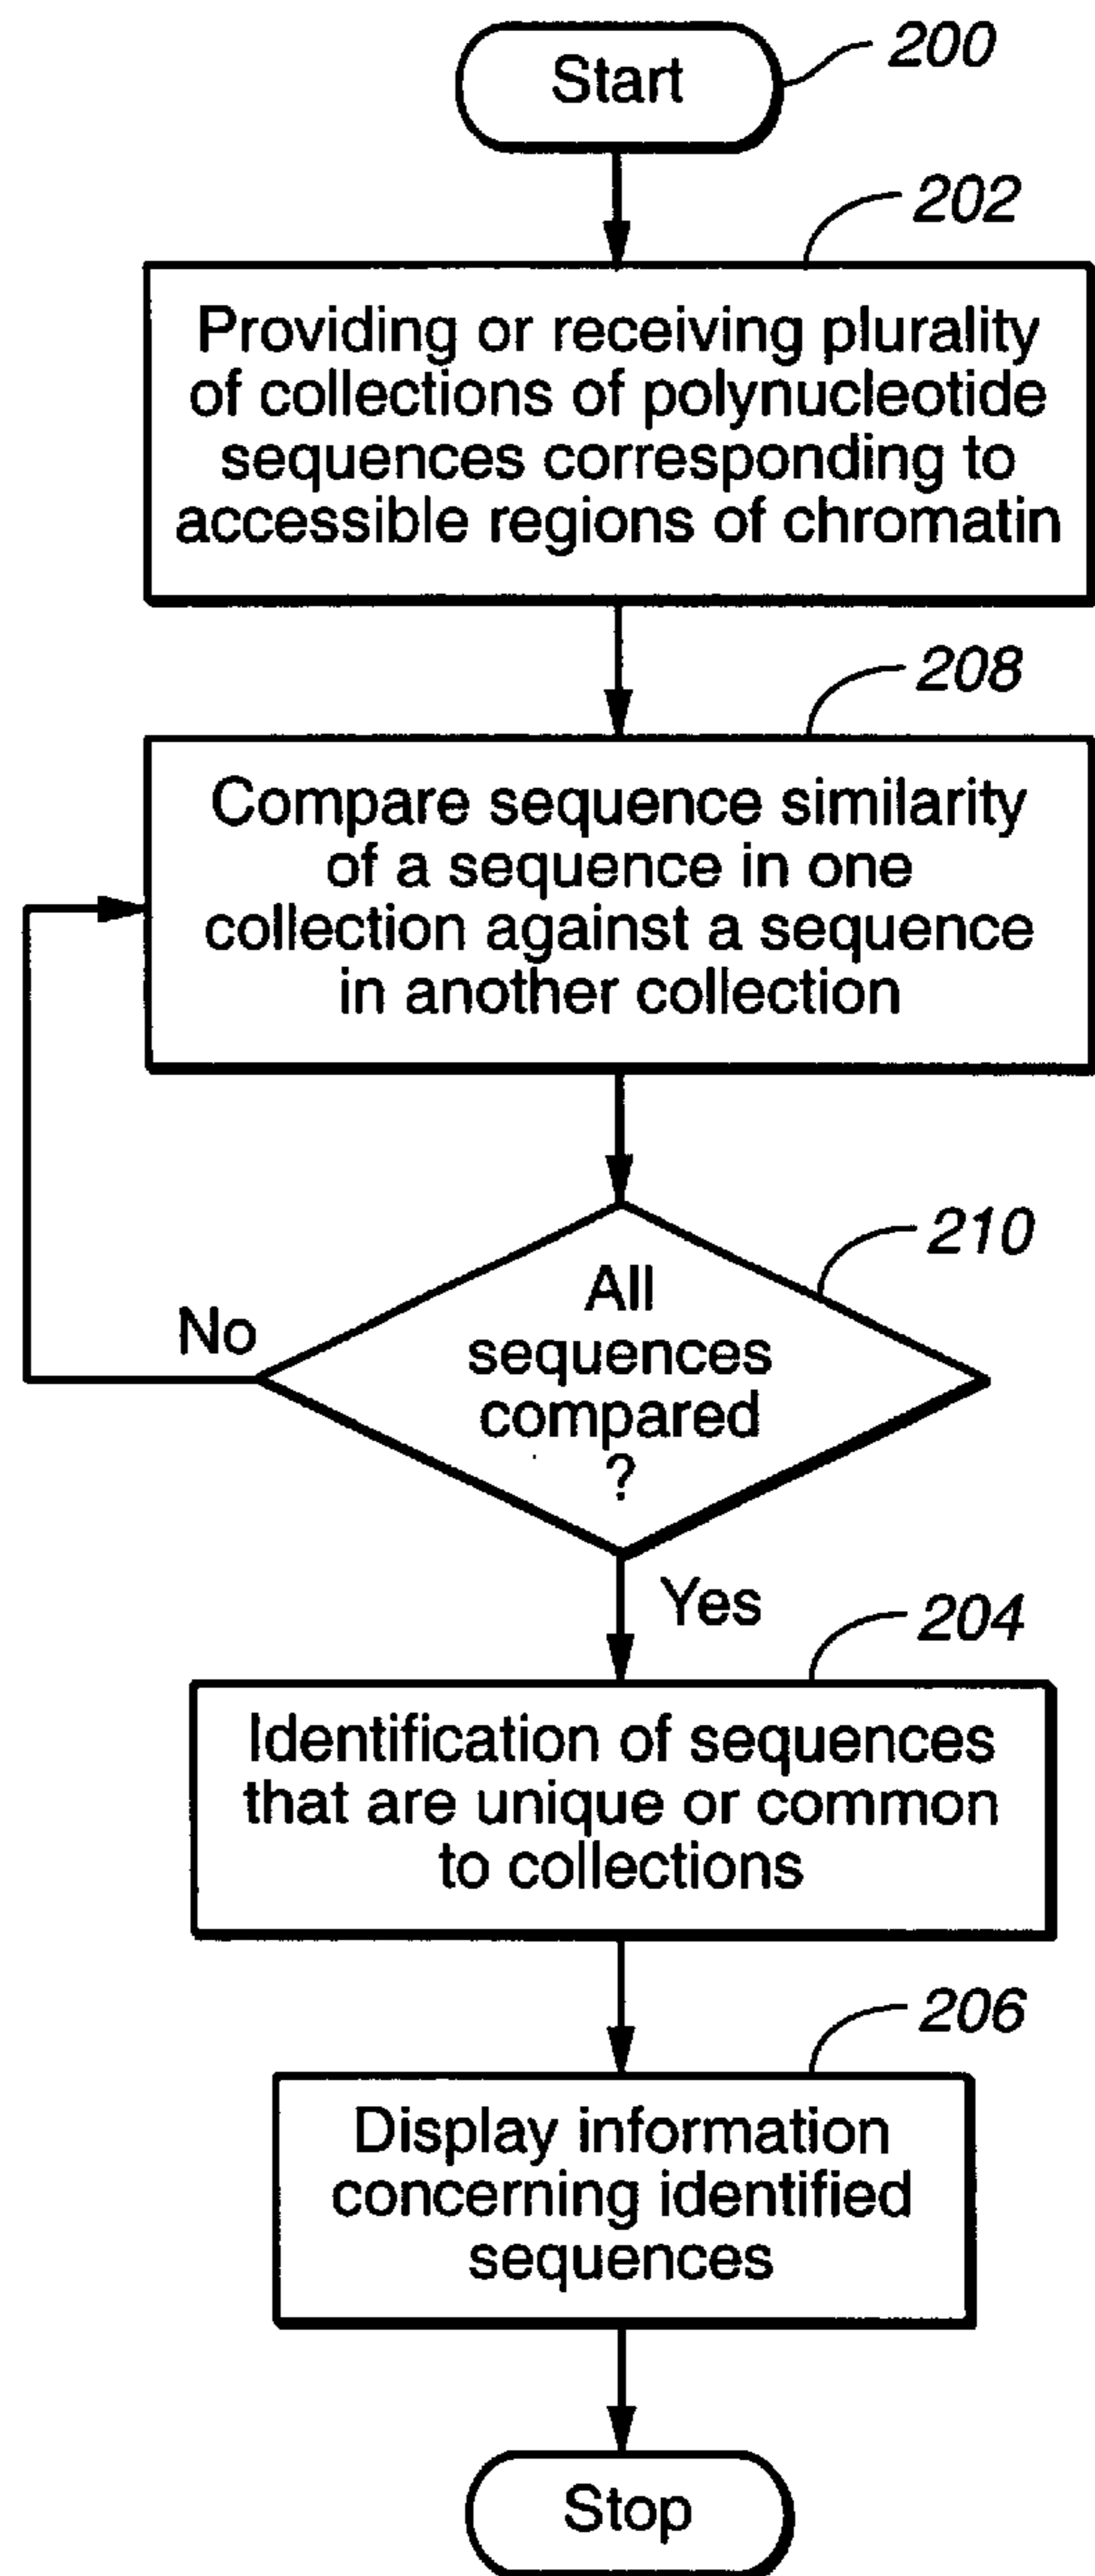 Start
200
202
Providing or receiving plurality
of collections of polynucleotide
sequences corresponding to
accessible regions of chromatin
208
Compare sequence similarity
of a sequence in one
collection against a sequence
in another collection
210
All
sequences
compared
?
No
Yes
204
Identification of sequences
that are unique or common
to collections
206
Display information
concerning identified
sequences
Stop